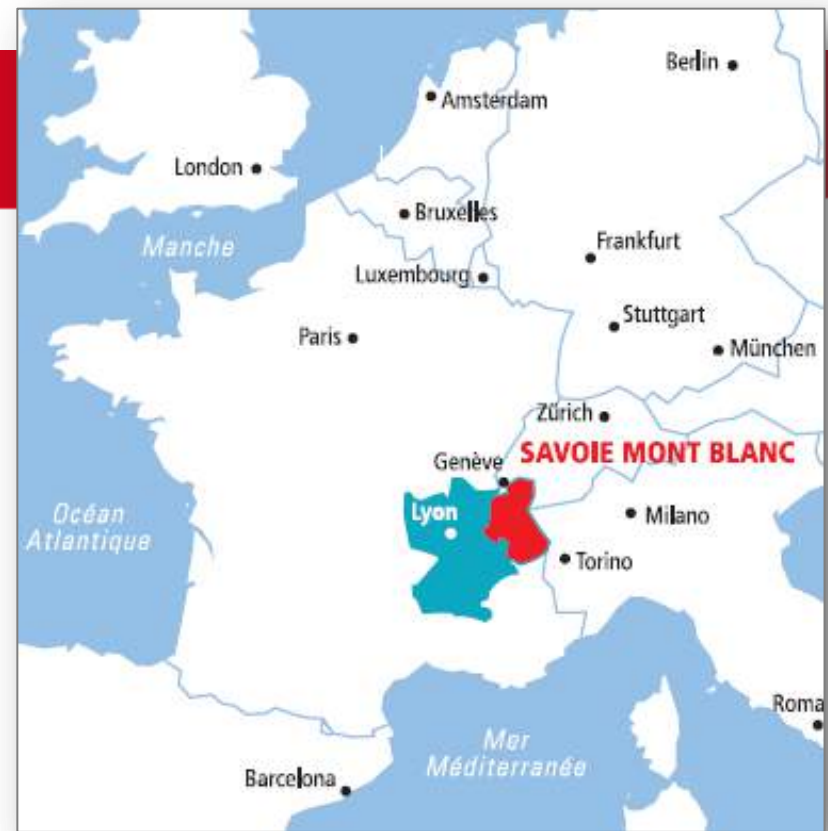 Berlin
Amsterdam
London
Bruxelles
Manche
Frankfurt
Luxembourg
Stuttgart
Paris
München
Zürich
SAVOIE MONT BLANC
Genève
Lyon
Milano
Océan
Atlantique
Torino
Roma
Mer
Méditerranée
Barcelona